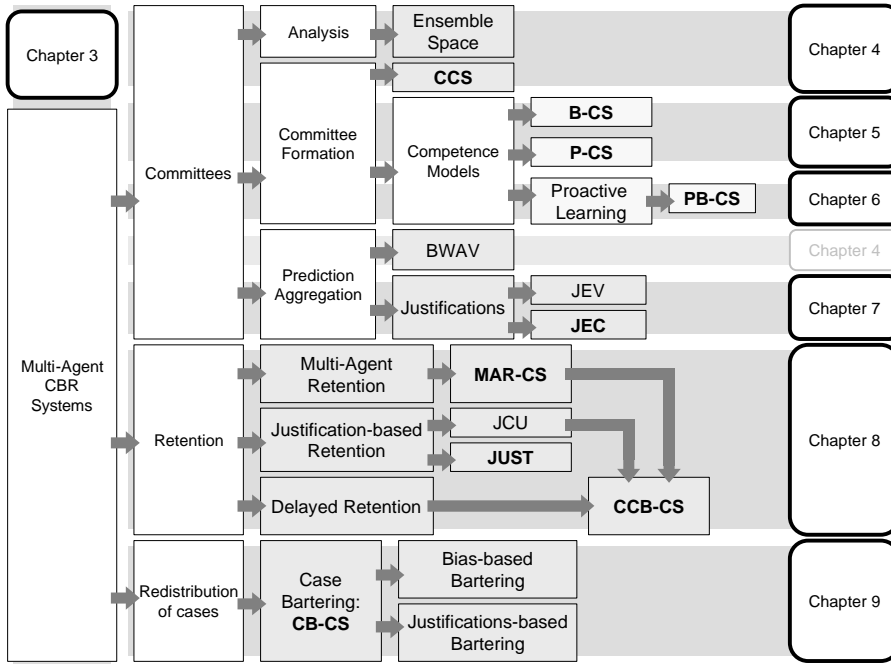 Chapter 3
Multi-Agent
CBR
Systems
Committees
Analysis
Ensemble
Space
Chapter 4
Committee
Formation
CCS
Competence
Models
B-CS
P-CS
Chapter 5
Proactive
Learning
PB-CS
Chapter 6
Prediction
Aggregation
BWAV
Chapter 4
Justifications
JEV
JEC
Chapter 7
Retention
Multi-Agent
Retention
MAR-CS
Justification-based
Retention
JCU
JUST
Delayed Retention
CCB-CS
Chapter 8
Redistribution
of cases
Case
Bartering:
CB-CS
Bias-based
Bartering
Justifications-based
Bartering
Chapter 9